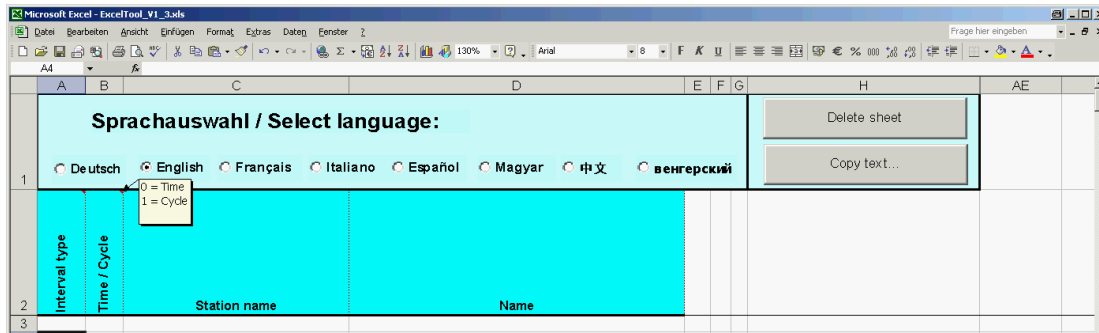 Microsoft Excel - ExcelTool_V1_3.xls
Datei Bearbeiten Ansicht Einfügen Format Extras Daten Fenster ?
Frage hier eingeben
130% Arial 8 F K U € % 000
A4 fx
A B C D E F G H AE
Sprachauswahl / Select language:
Delete sheet
Deutsch English Français Italiano Español Magyar 中文 венгерский
Copy text...
1
0 = Time
1 = Cycle
Interval type
Time / Cycle
Station name
Name
2
3